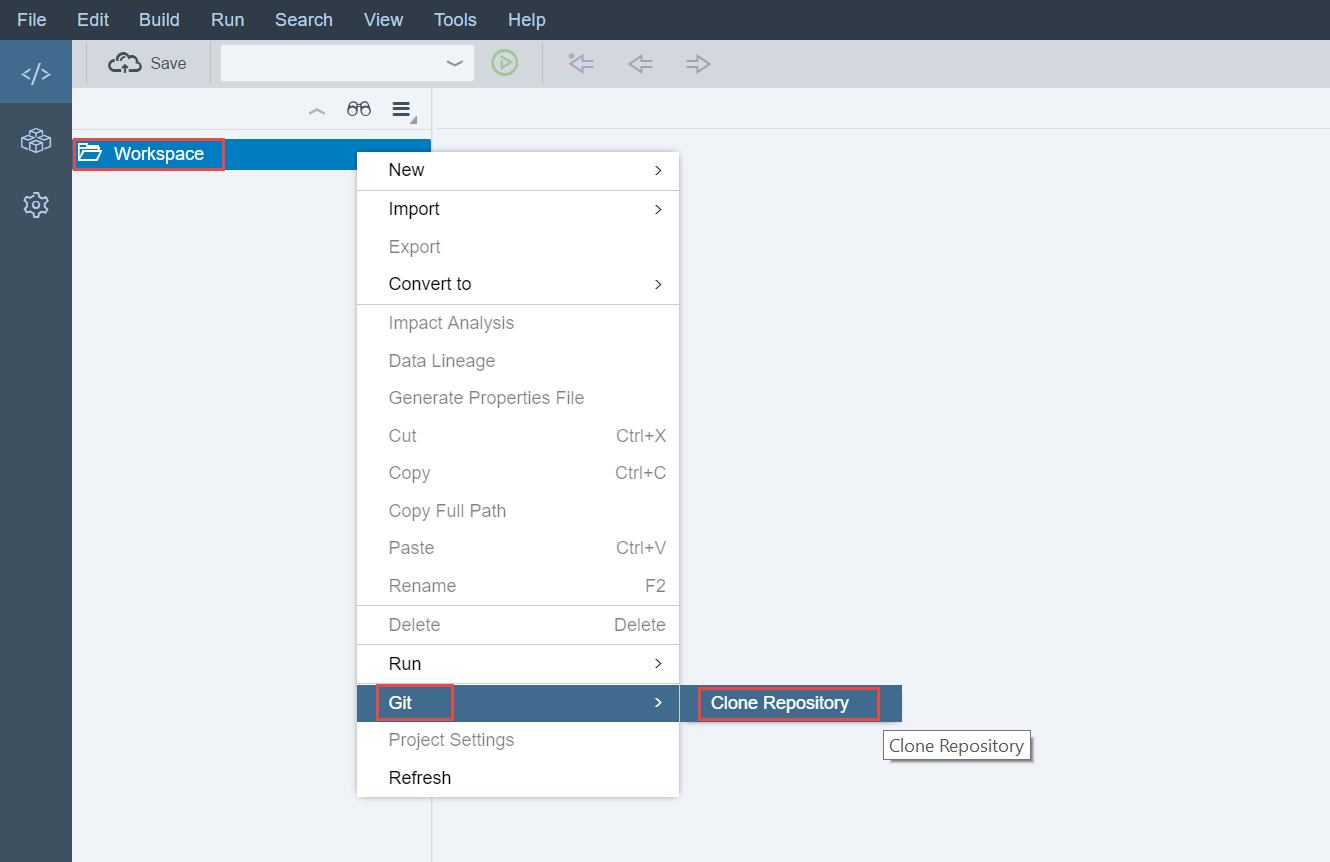 File Edit Build Run Search View Tools Help
</> Save
Workspace
New
Import
Export
Convert to
Impact Analysis
Data Lineage
Generate Properties File
Cut Ctrl+X
Copy Ctrl+C
Copy Full Path
Paste Ctrl+V
Rename F2
Delete Delete
Run
Git Clone Repository
Project Settings Clone Repository
Refresh